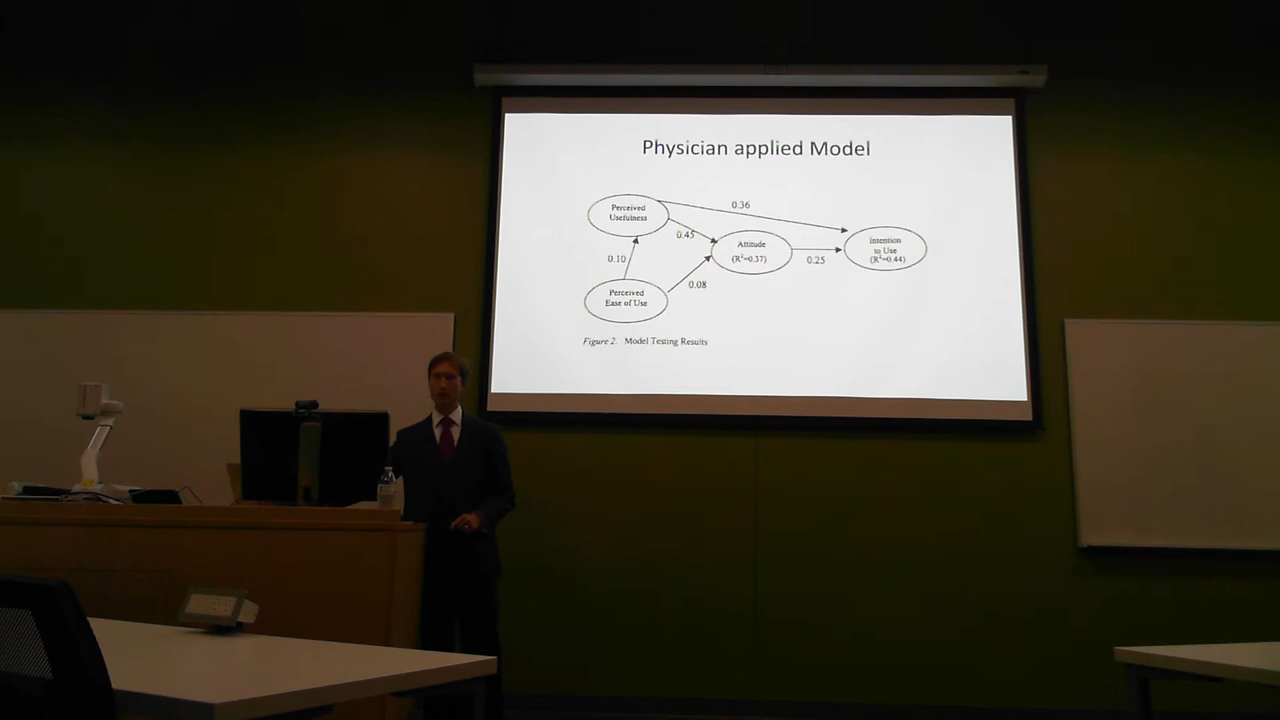 Physician applied Model
Perceived
Usefulness
0.36
0.45
Attitude
(R²=0.37)
Intention
to Use
(R²=0.44)
0.10
0.25
0.08
Perceived
Ease of Use
Figure 2. Model Testing Results